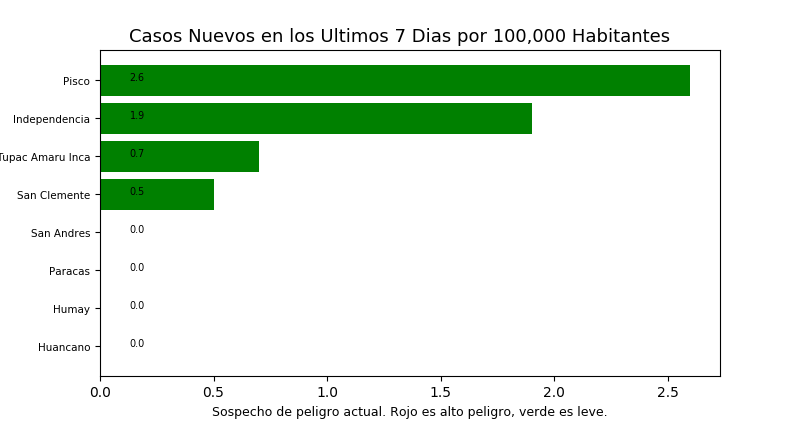 Casos Nuevos en los Ultimos 7 Dias por 100,000 Habitantes
Pisco 2.6
Independencia 1.9
Tupac Amaru Inca 0.7
San Clemente 0.5
San Andres 0.0
Paracas 0.0
Humay 0.0
Huancano 0.0
0.0 0.5 1.0 1.5 2.0 2.5
Sospecho de peligro actual. Rojo es alto peligro, verde es leve.